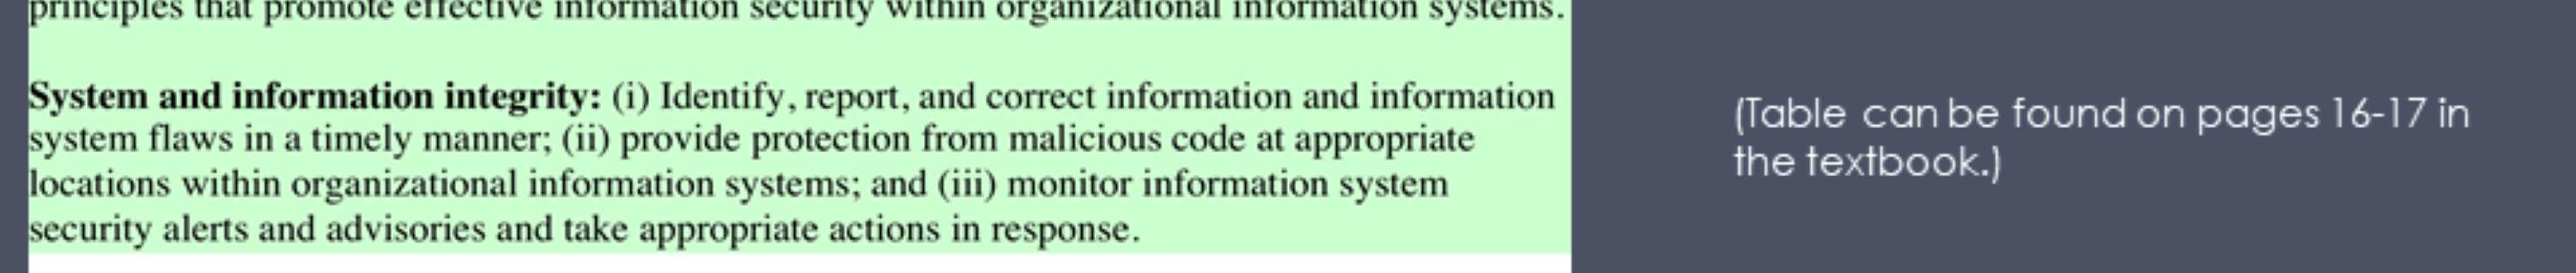 principles that promote effective information security within organizational information systems.
System and information integrity: (i) Identify, report, and correct information and information
system flaws in a timely manner; (ii) provide protection from malicious code at appropriate
locations within organizational information systems; and (iii) monitor information system
security alerts and advisories and take appropriate actions in response.
(Table can be found on pages 16-17 in
the textbook.)